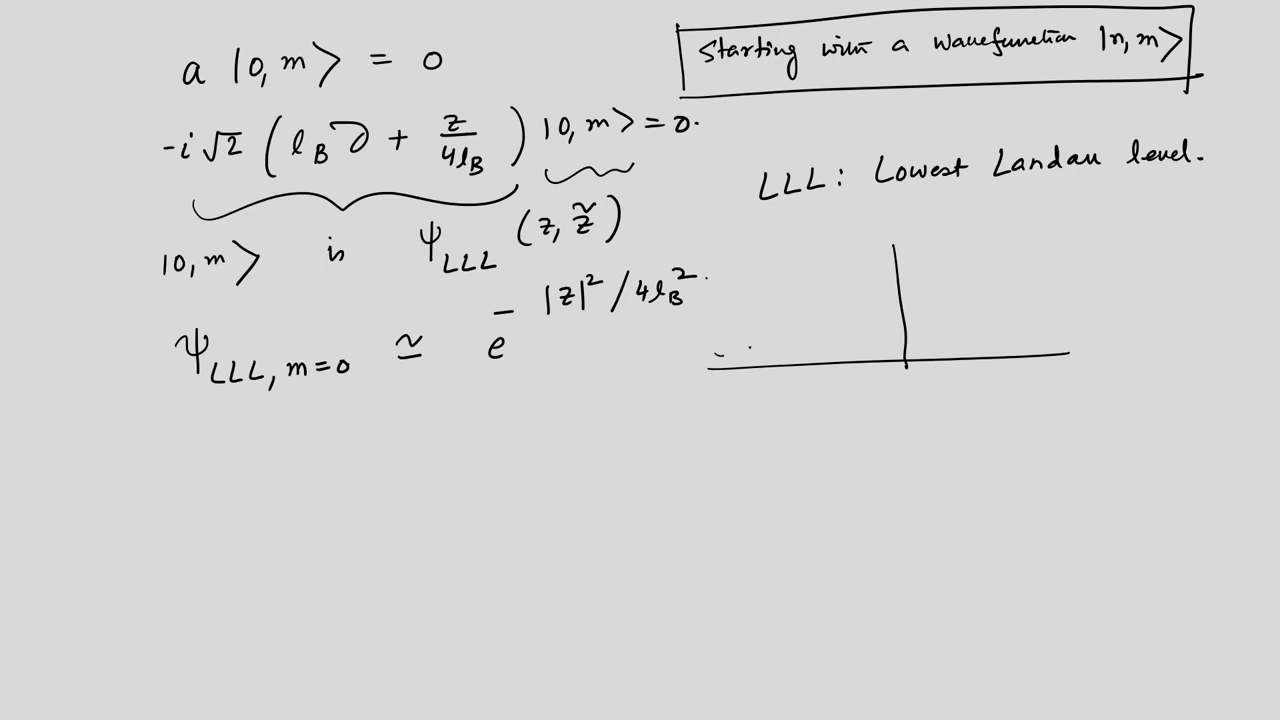 a |0, m> = 0
Starting with a wavefunction |n, m>
-i√2 (l_B ∂̄ + z/4l_B) |0, m> = 0.
LLL: Lowest Landau level.
|0, m> is ψ_LLL (z, z̃)
ψ_LLL, m=0 ≃ e^-|z|²/4l_B².